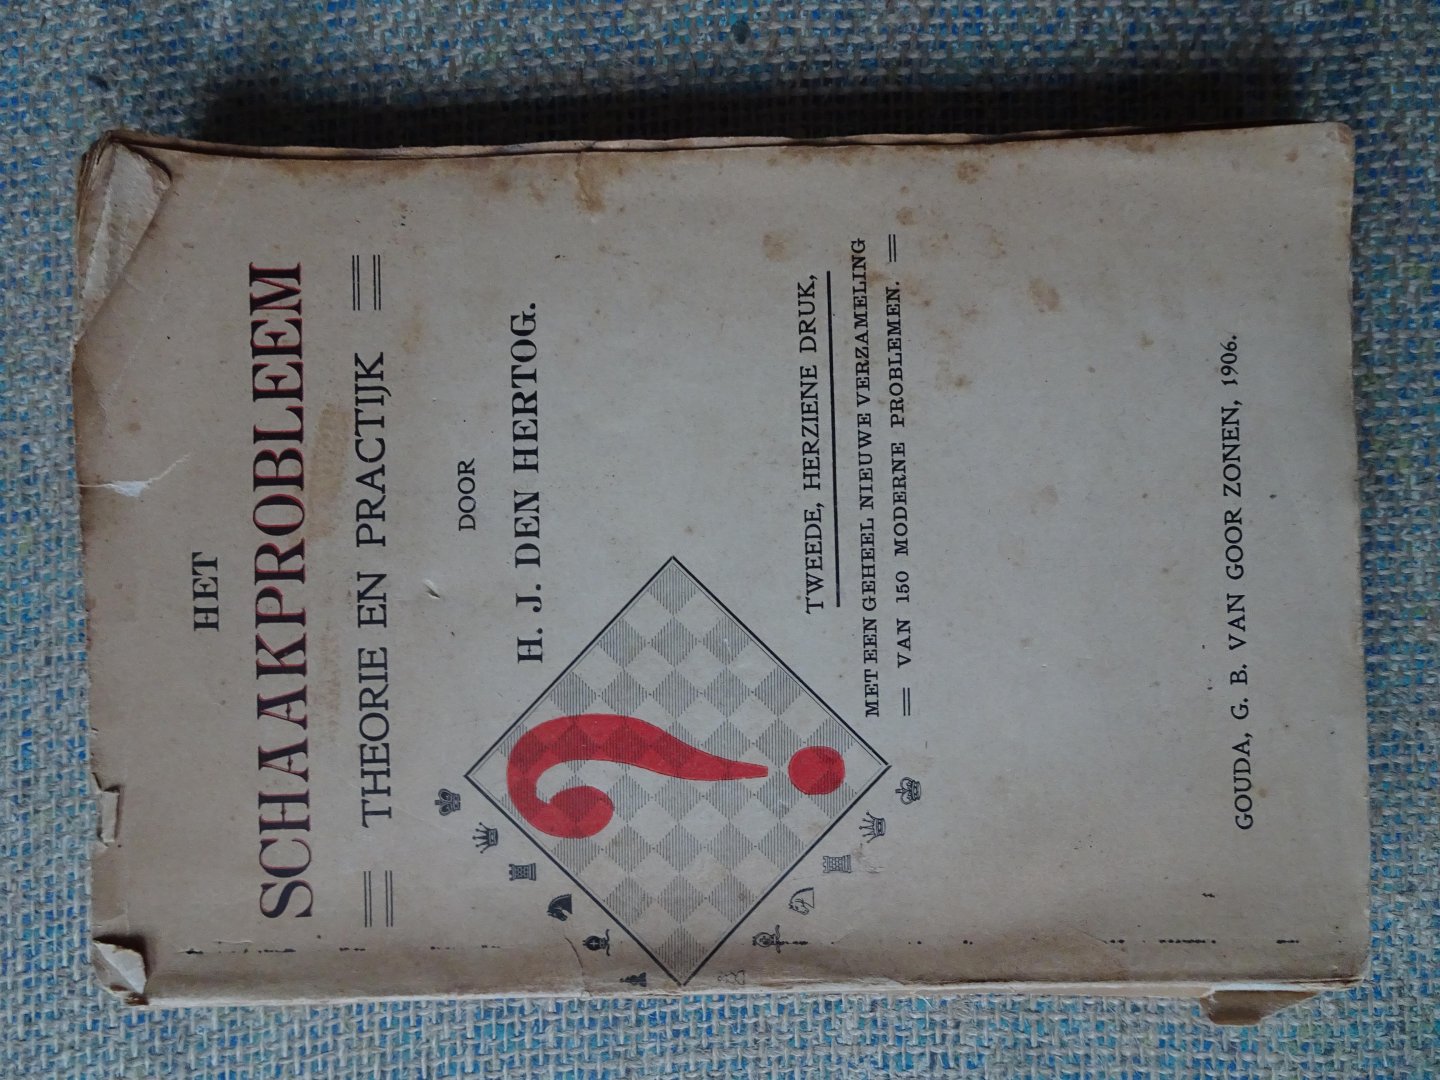 HET
SCHAAKPROBLEEM
THEORIE EN PRACTIJK
DOOR
H. J. DEN HERTOG.
?
TWEEDE, HERZIENE DRUK,
MET EEN GEHEEL NIEUWE VERZAMELING
VAN 150 MODERNE PROBLEMEN.
GOUDA, G. B. VAN GOOR ZONEN, 1906.